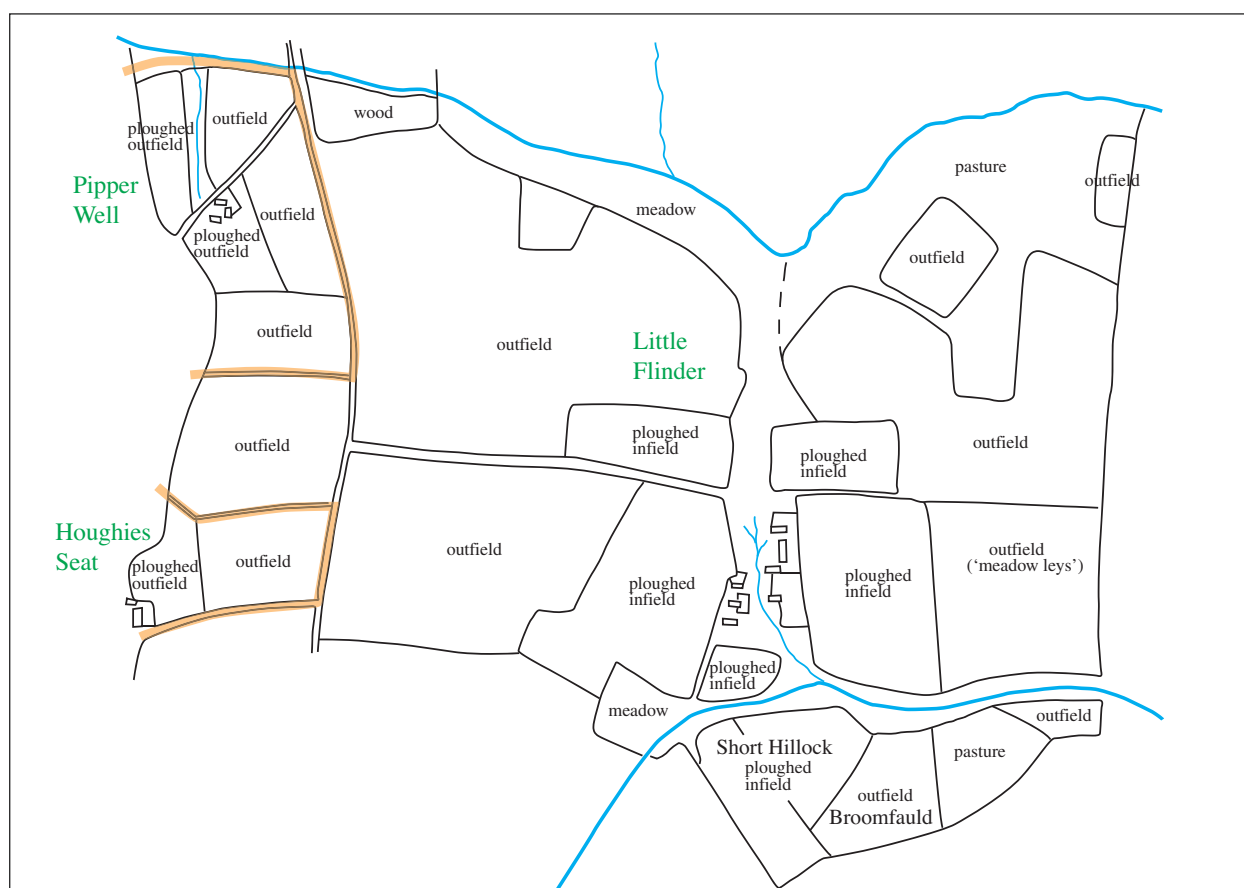 wood
outfield
ploughed
outfield
pasture
outfield
Pipper
Well
meadow
outfield
ploughed
outfield
outfield
outfield
outfield
Little
Flinder
ploughed
infield
outfield
outfield
ploughed
infield
Houghies
Seat
outfield
ploughed
outfield
outfield
ploughed
infield
ploughed
infield
outfield
(‘meadow leys’)
ploughed
infield
meadow
outfield
Short Hillock
ploughed
infield
pasture
outfield
Broomfauld